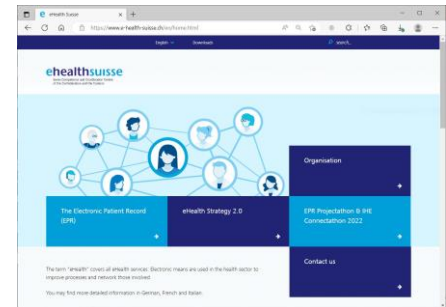 eHealth Suisse
https://www.e-health-suisse.ch/en/home.html
English
Downloads
ehealthsuisse
Organisation
The Electronic Patient Record
(EPR)
eHealth Strategy 2.0
EPR Projectathon & IHE
Connectathon 2022
Contact us
The term "eHealth" covers all eHealth services. Electronic means are used in the health sector to
improve processes and network those involved.
You may find more detailed information in German, French and Italian.